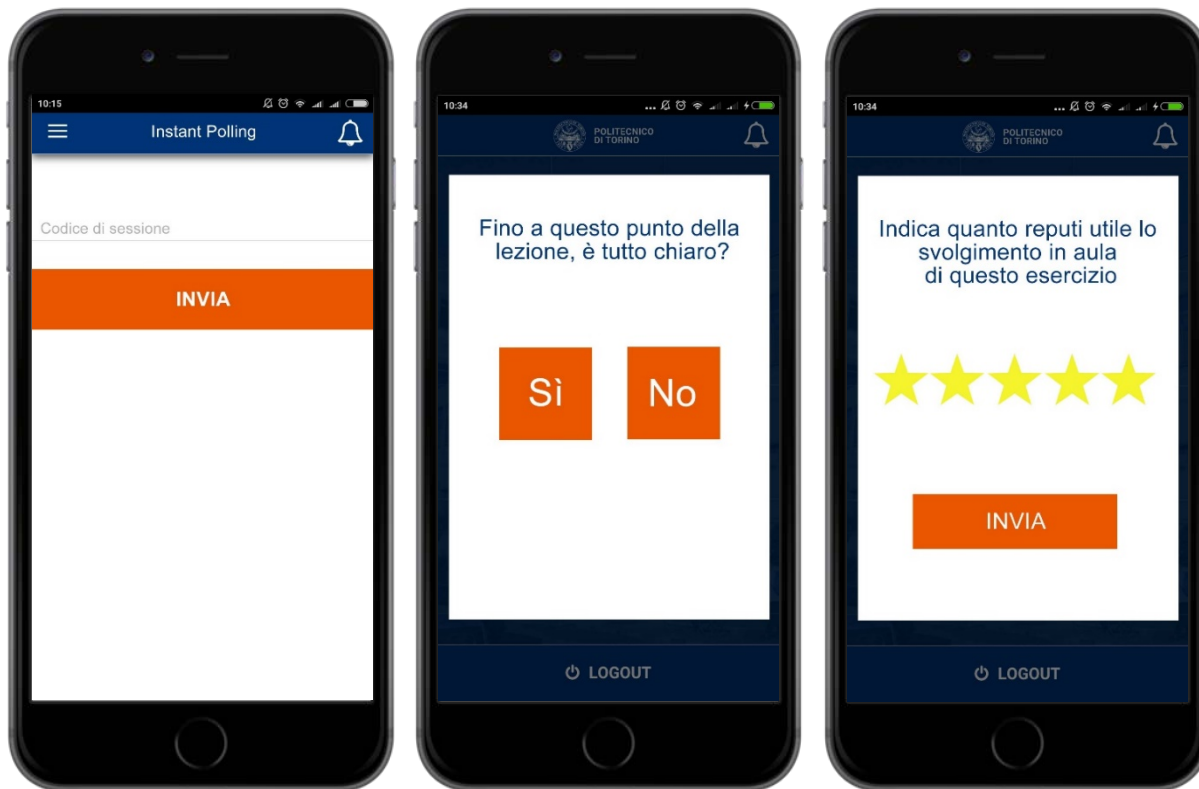 10:15
Instant Polling
Codice di sessione
INVIA
10:34
POLITECNICO
DI TORINO
Fino a questo punto della
lezione, è tutto chiaro?
Sì
No
LOGOUT
10:34
POLITECNICO
DI TORINO
Indica quanto reputi utile lo
svolgimento in aula
di questo esercizio
INVIA
LOGOUT